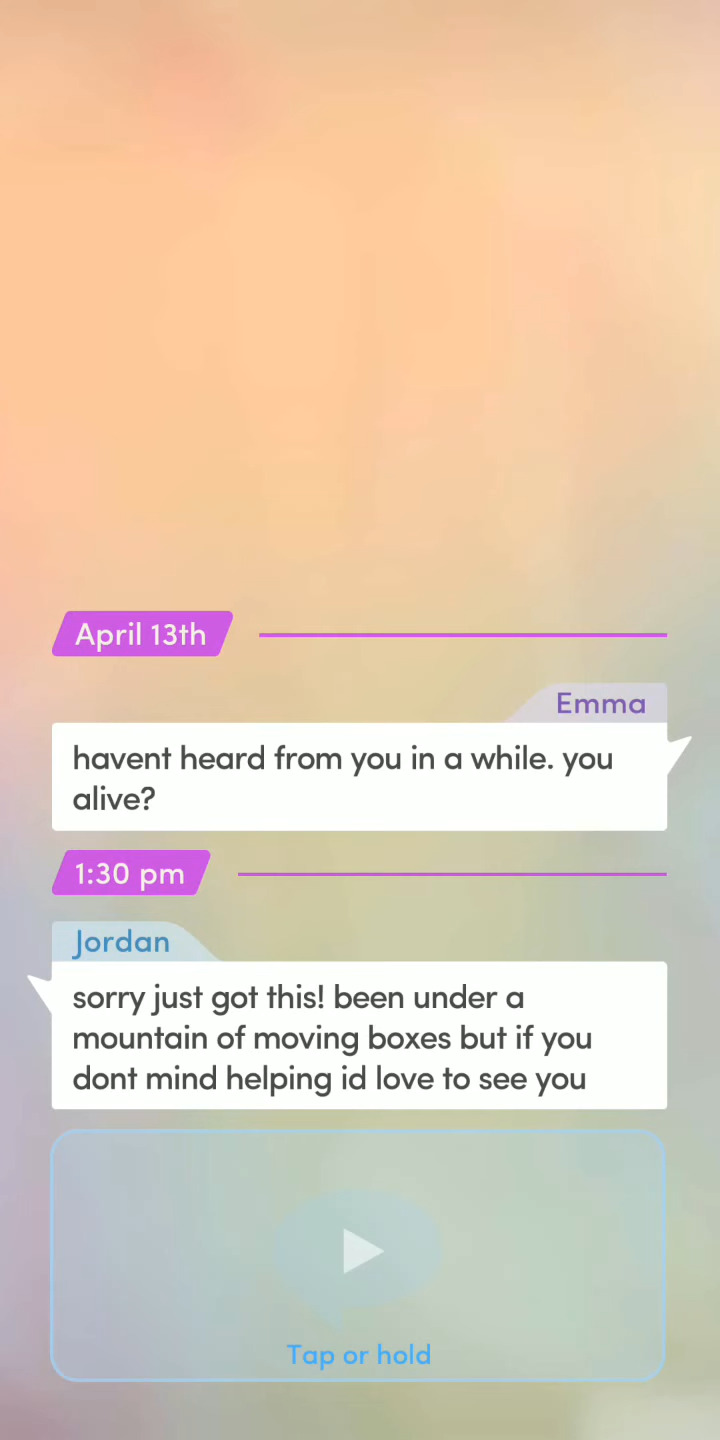 April 13th
Emma
havent heard from you in a while. you
alive?
1:30 pm
Jordan
sorry just got this! been under a
mountain of moving boxes but if you
dont mind helping id love to see you
Tap or hold